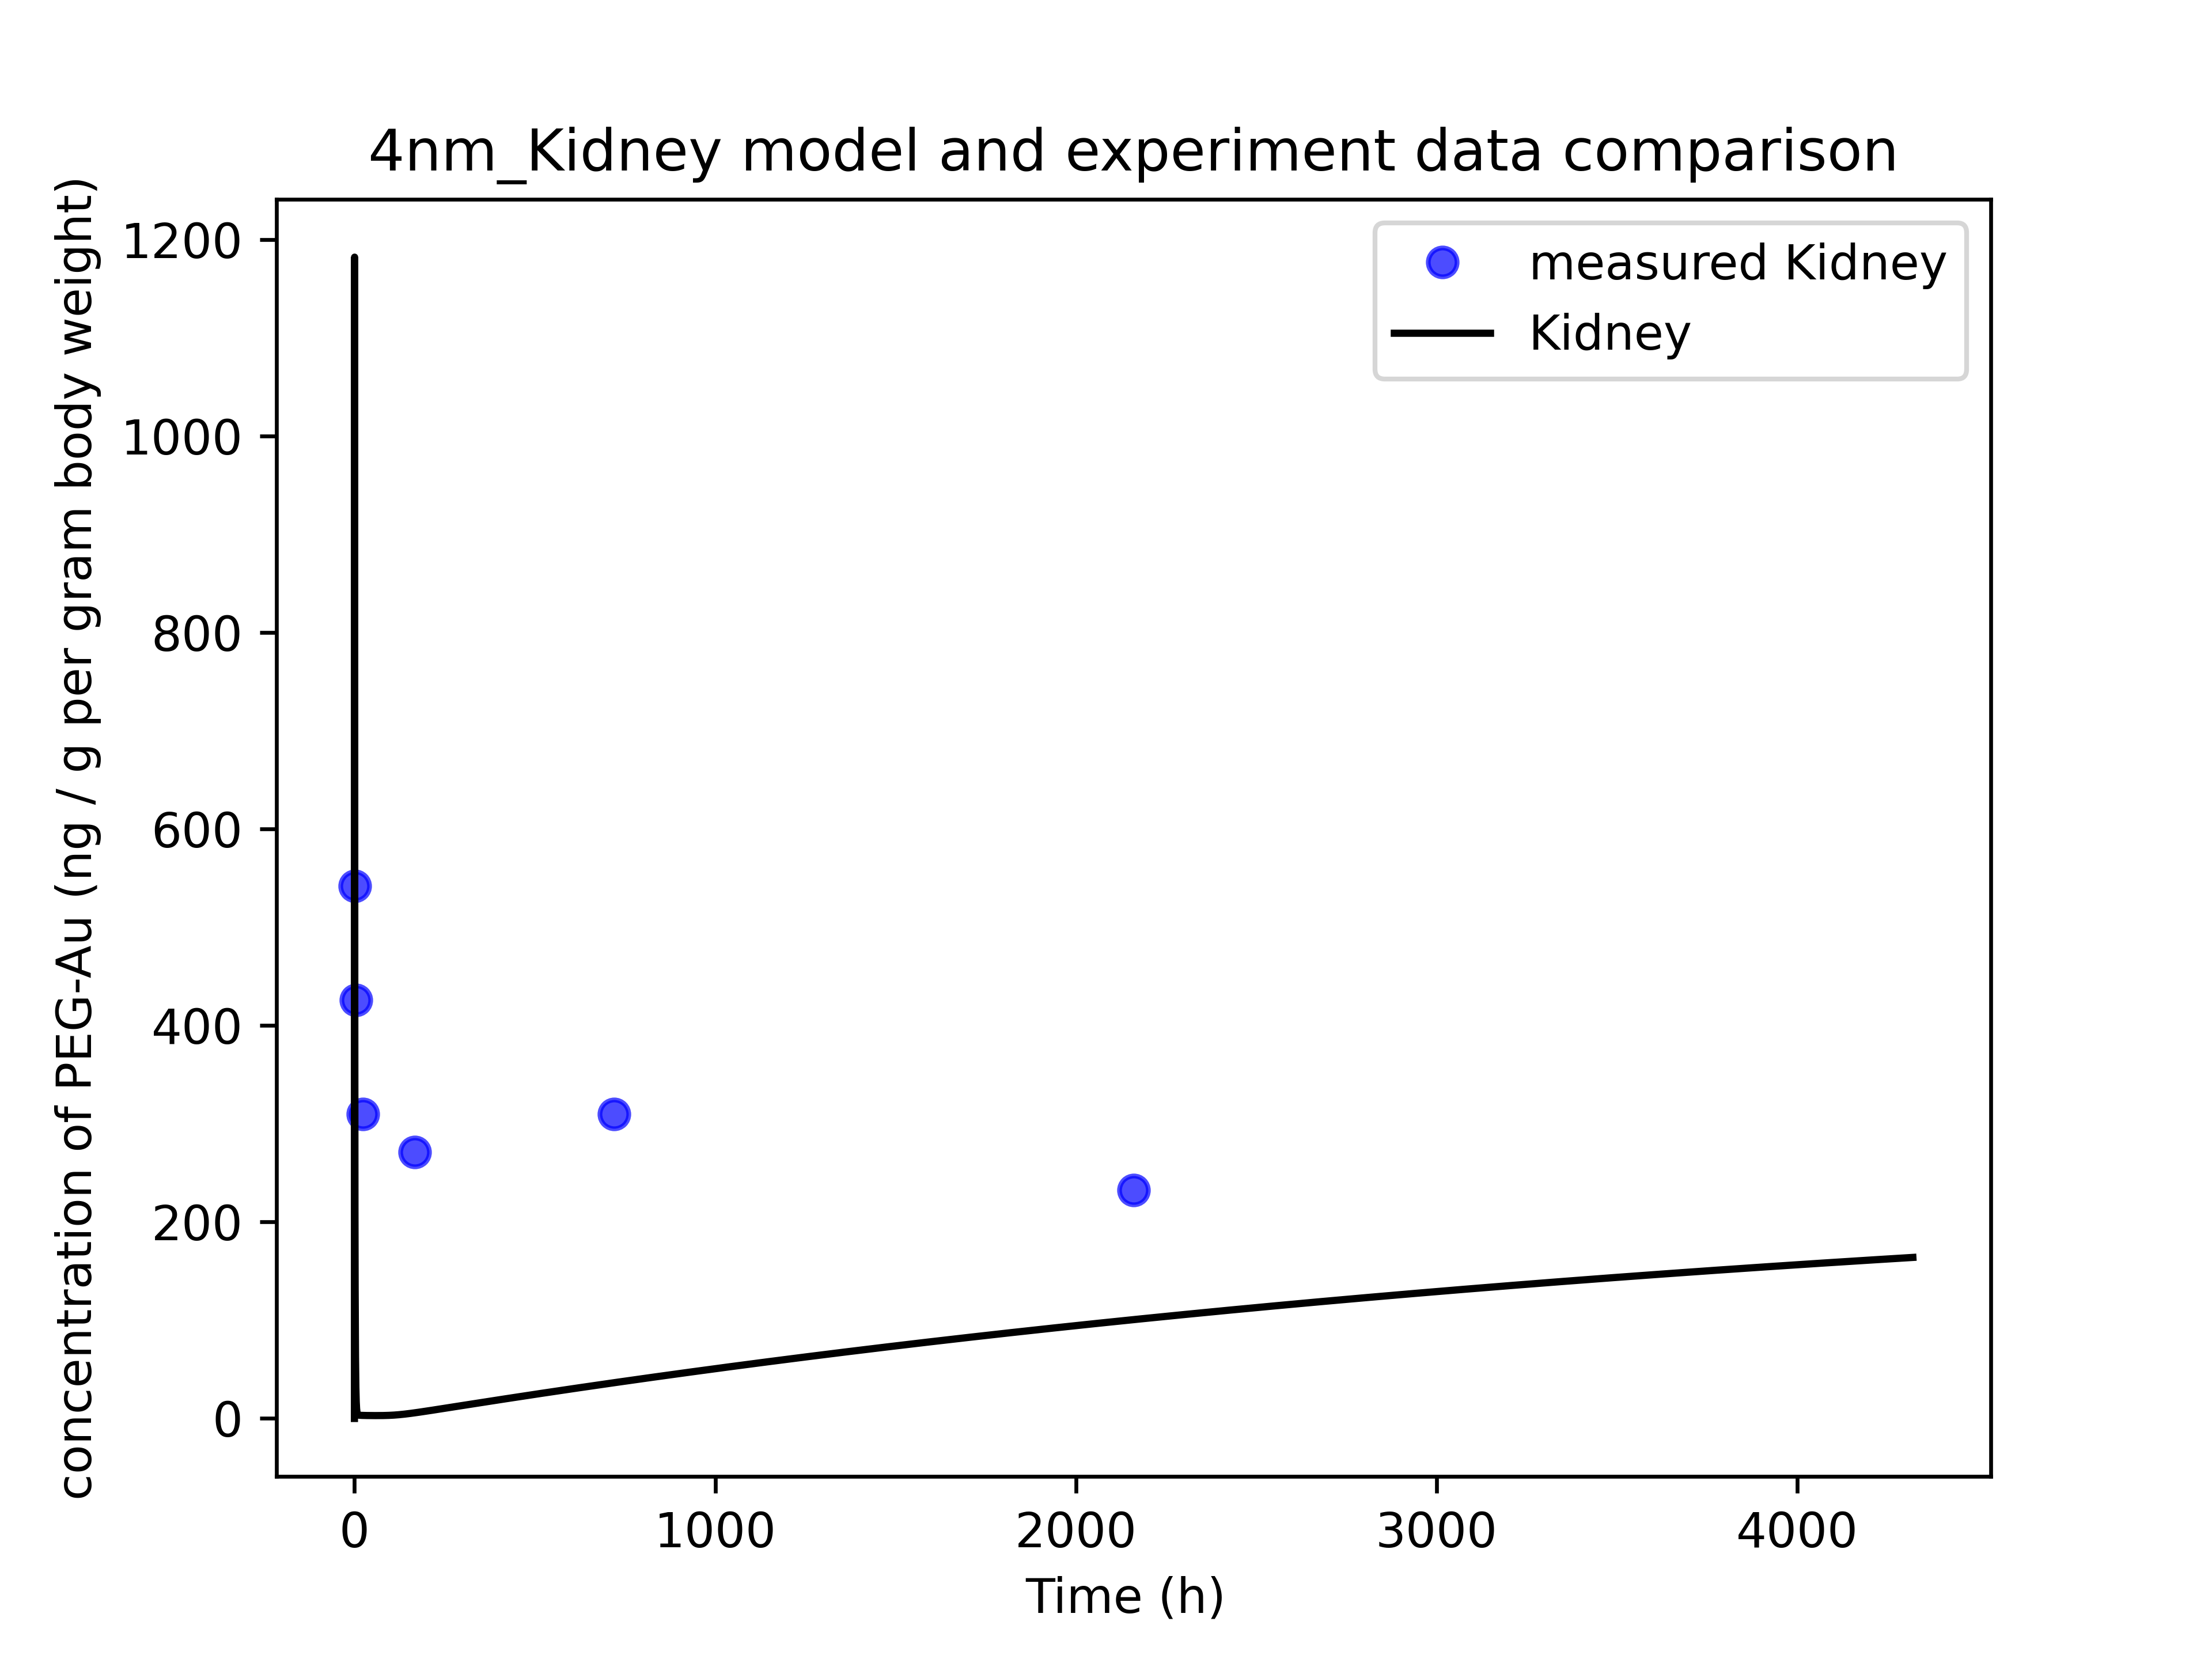 4nm_Kidney model and experiment data comparison
concentration of PEG-Au (ng / g per gram body weight)
1200
1000
800
600
400
200
0
measured Kidney
Kidney
0 1000 2000 3000 4000
Time (h)